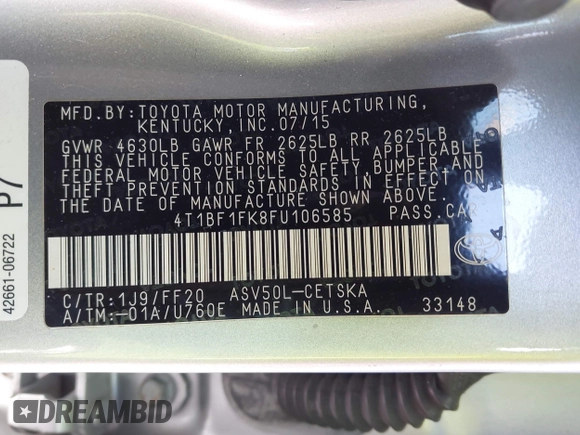 MFD.BY:TOYOTA MOTOR MANUFACTURING,
KENTUCKY,INC.07/15
GVWR 4630LB GAWR FR 2625LB RR 2625LB
THIS VEHICLE CONFORMS TO ALL APPLICABLE
FEDERAL MOTOR VEHICLE SAFETY,BUMPER AND
THEFT PREVENTION STANDARDS IN EFFECT ON
THE DATE OF MANUFACTURE SHOWN ABOVE.
4T1BF1FK8FU106585 PASS.CAR
C/TR:1J9/FF20 ASV50L-CETSKA
A/TM:-01A/U760E MADE IN U.S.A. 33148
42661-06722
P7
DREAMBID